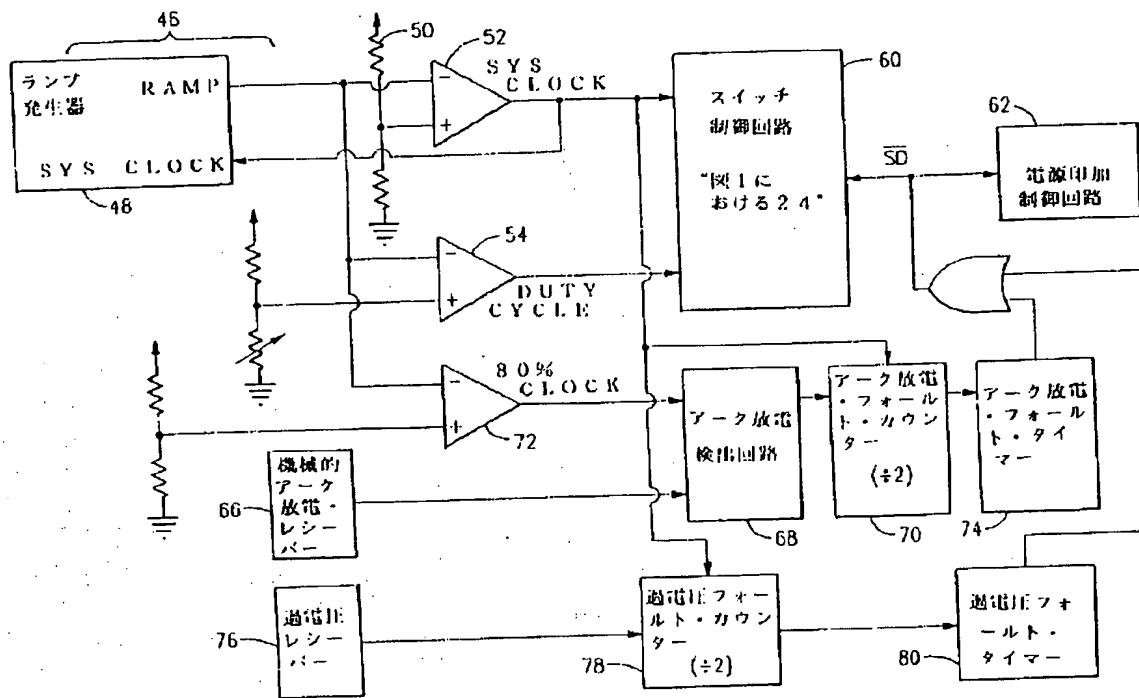 46
ランプ
発生器
RAMP
SYS CLOCK
48
50
52
SYS
CLOCK
60
スイッチ
制御回路
"図1に
おける24"
SD
62
電源印加
制御回路
54
DUTY
CYCLE
80%
CLOCK
72
機械的
アーク
放電・
レシー
バー
66
アーク放電
検出回路
68
アーク放電
・フォール
ト・カウン
ター
(÷2)
70
アーク放電
・フォール
ト・タイ
マー
74
過電圧
レシー
バー
76
過電圧フォー
ルト・カウン
ター
(÷2)
78
過電圧フォ
ールト・
タイマー
80